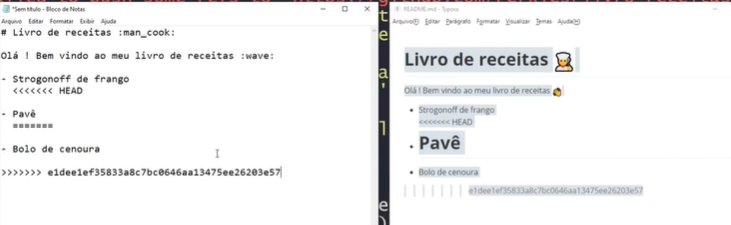 *Sem título - Bloco de Notas
Arquivo Editar Formatar Exibir Ajuda
# Livro de receitas :man_cook:
Olá ! Bem vindo ao meu livro de receitas :wave:
- Strogonoff de frango
<<<<<<< HEAD
- Pavê
=======
- Bolo de cenoura
>>>>>>> e1dee1ef35833a8c7bc0646aa13475ee26203e57
README.md - Typora
Arquivo(F) Editar Parágrafo Formatar Visualizar Temas Ajuda(H)
Livro de receitas
Olá ! Bem vindo ao meu livro de receitas
Strogonoff de frango
<<<<<<< HEAD
Pavê
Bolo de cenoura
e1dee1ef35833a8c7bc0646aa13475ee26203e57